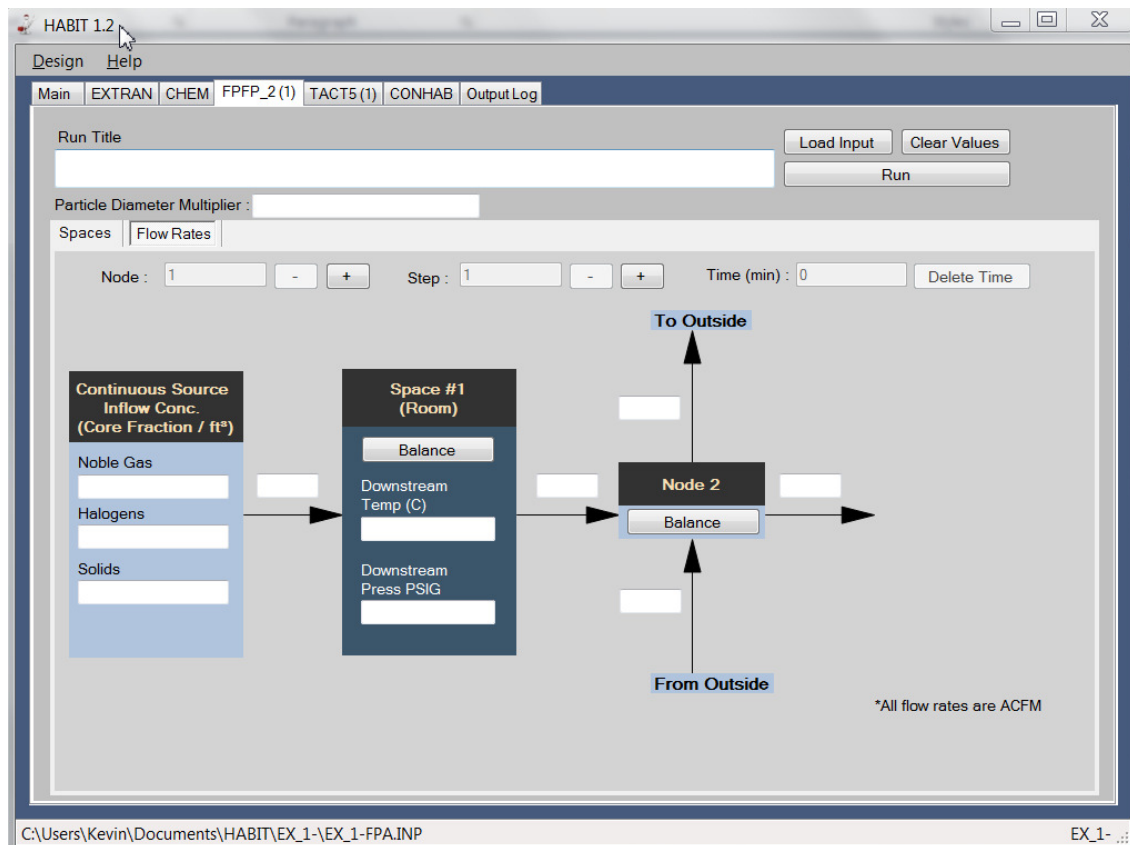 HABIT 1.2
Design Help
Main EXTRAN CHEM FPFP_2 (1) TACT5 (1) CONHAB Output Log
Run Title
Load Input Clear Values
Run
Particle Diameter Multiplier :
Spaces Flow Rates
Node : 1 - + Step : 1 - + Time (min) : 0 Delete Time
To Outside
Continuous Source
Inflow Conc.
(Core Fraction / ft³)
Noble Gas
Halogens
Solids
Space #1
(Room)
Balance
Downstream
Temp (C)
Downstream
Press PSIG
Node 2
Balance
From Outside
*All flow rates are ACFM
C:\Users\Kevin\Documents\HABIT\EX_1-\EX_1-FPA.INP EX_1-